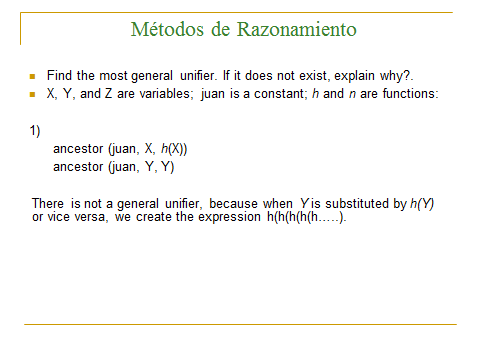 Métodos de Razonamiento
Find the most general unifier. If it does not exist, explain why?.
X, Y, and Z are variables; juan is a constant; h and n are functions:
1)
ancestor (juan, X, h(X))
ancestor (juan, Y, Y)
There is not a general unifier, because when Y is substituted by h(Y)
or vice versa, we create the expression h(h(h(h(h.....).